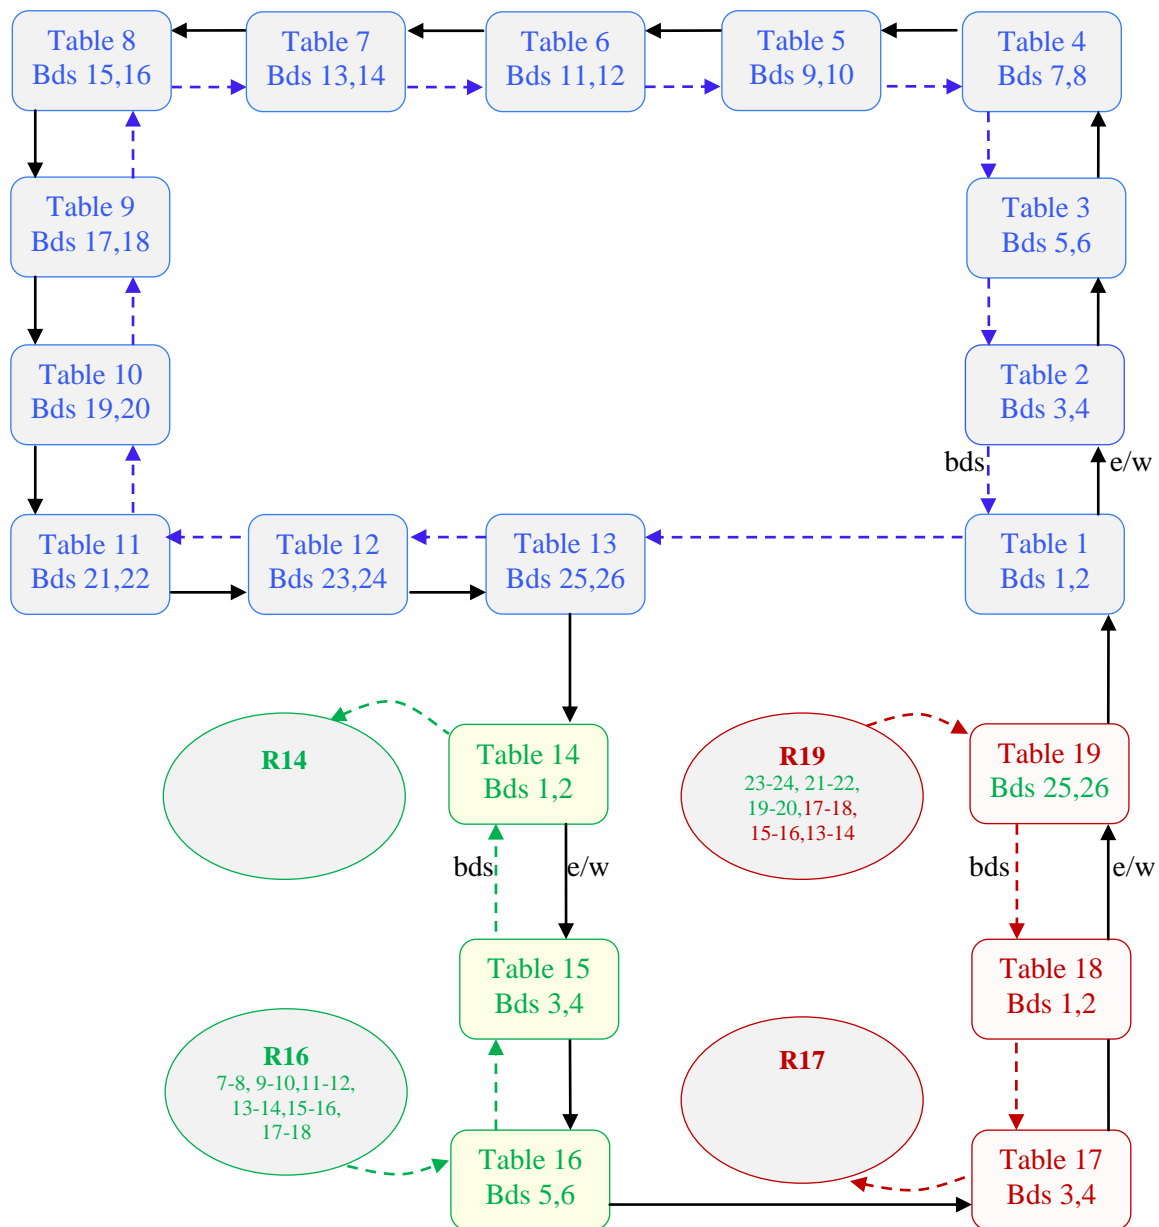 Table 8
Bds 15,16
Table 7
Bds 13,14
Table 6
Bds 11,12
Table 5
Bds 9,10
Table 4
Bds 7,8
Table 9
Bds 17,18
Table 3
Bds 5,6
Table 10
Bds 19,20
Table 2
Bds 3,4
bds
e/w
Table 11
Bds 21,22
Table 12
Bds 23,24
Table 13
Bds 25,26
Table 1
Bds 1,2
R14
Table 14
Bds 1,2
R19
23-24, 21-22,
19-20,17-18,
15-16,13-14
Table 19
Bds 25,26
bds
e/w
bds
e/w
Table 15
Bds 3,4
Table 18
Bds 1,2
R16
7-8, 9-10,11-12,
13-14,15-16,
17-18
R17
Table 16
Bds 5,6
Table 17
Bds 3,4